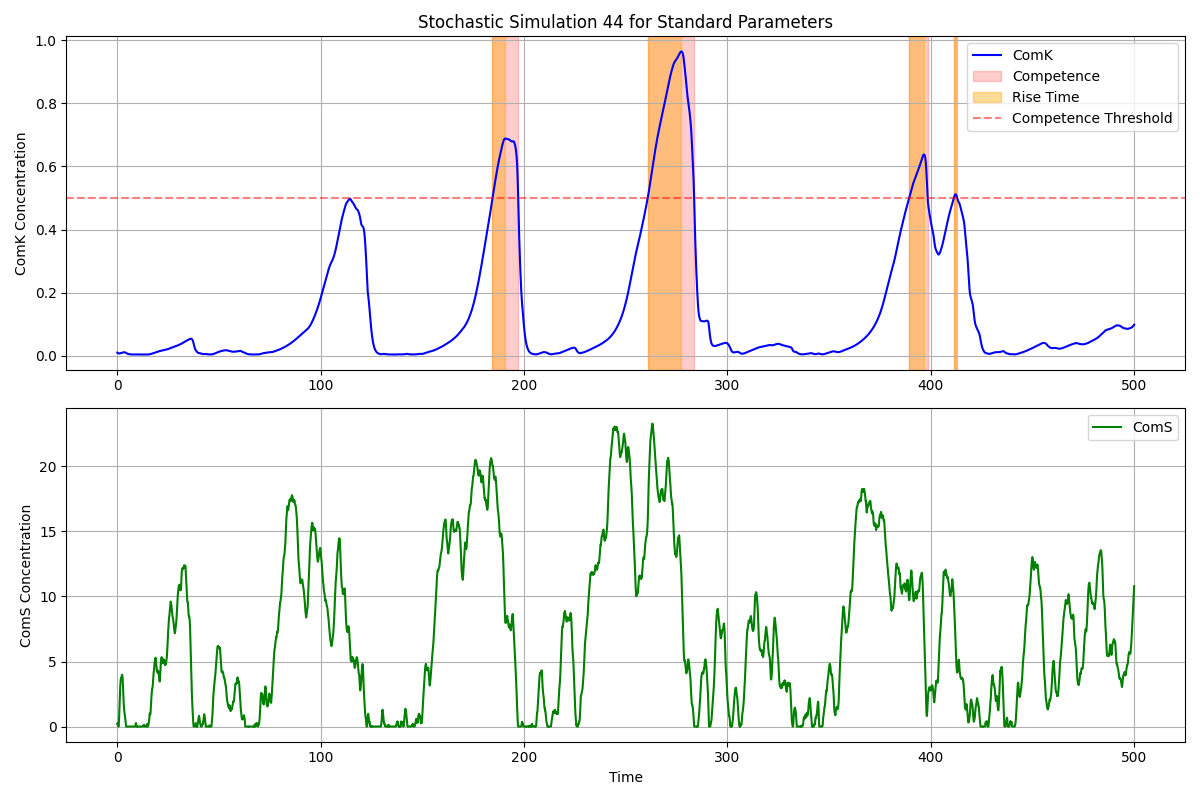 Stochastic Simulation 44 for Standard Parameters
ComK Concentration
1.0
0.8
0.6
0.4
0.2
0.0
ComK
Competence
Rise Time
Competence Threshold
0 100 200 300 400 500
ComS Concentration
20
15
10
5
0
ComS
0 100 200 300 400 500
Time